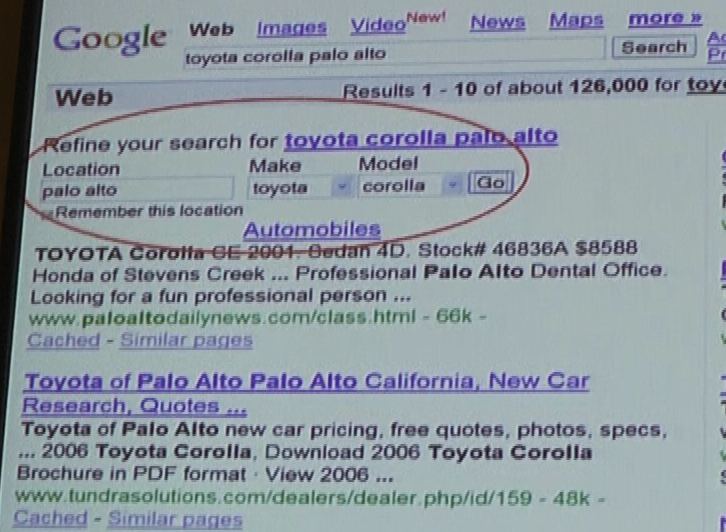 Google Web Images Video New! News Maps more »
toyota corolla palo alto Search
Web Results 1 - 10 of about 126,000 for
Refine your search for toyota corolla palo alto
Location Make Model
palo alto toyota corolla Go
Remember this location
Automobiles
TOYOTA Corolla CE 2001, Sedan 4D, Stock# 46836A $8588
Honda of Stevens Creek ... Professional Palo Alto Dental Office.
Looking for a fun professional person ...
www.paloaltodailynews.com/class.html - 66k -
Cached - Similar pages
Toyota of Palo Alto Palo Alto California, New Car
Research, Quotes ...
Toyota of Palo Alto new car pricing, free quotes, photos, specs,
... 2006 Toyota Corolla, Download 2006 Toyota Corolla
Brochure in PDF format · View 2006 ...
www.tundrasolutions.com/dealers/dealer.php/id/159 - 48k -
Cached - Similar pages